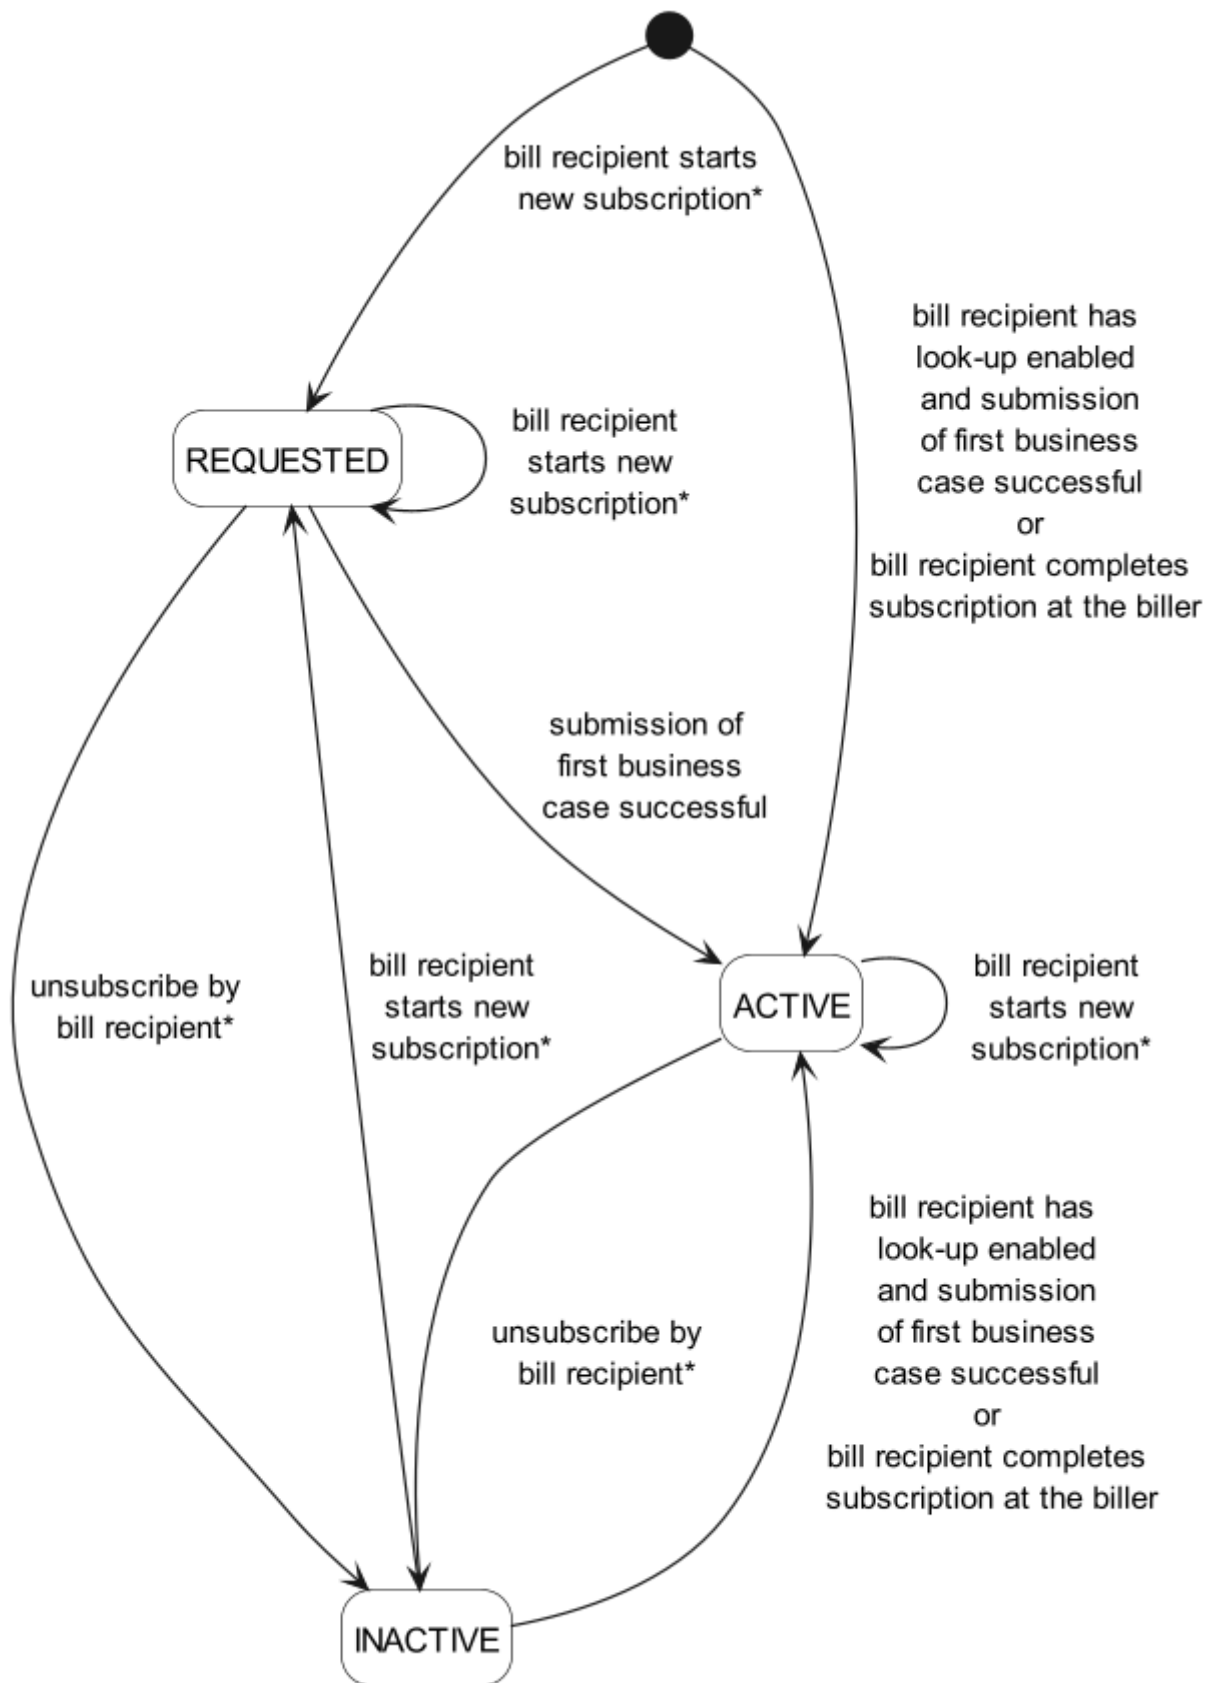 bill recipient starts
new subscription*
bill recipient has
look-up enabled
and submission
of first business
case successful
or
bill recipient completes
subscription at the biller
REQUESTED
bill recipient
starts new
subscription*
submission of
first business
case successful
unsubscribe by
bill recipient*
bill recipient
starts new
subscription*
ACTIVE
bill recipient
starts new
subscription*
unsubscribe by
bill recipient*
bill recipient has
look-up enabled
and submission
of first business
case successful
or
bill recipient completes
subscription at the biller
INACTIVE